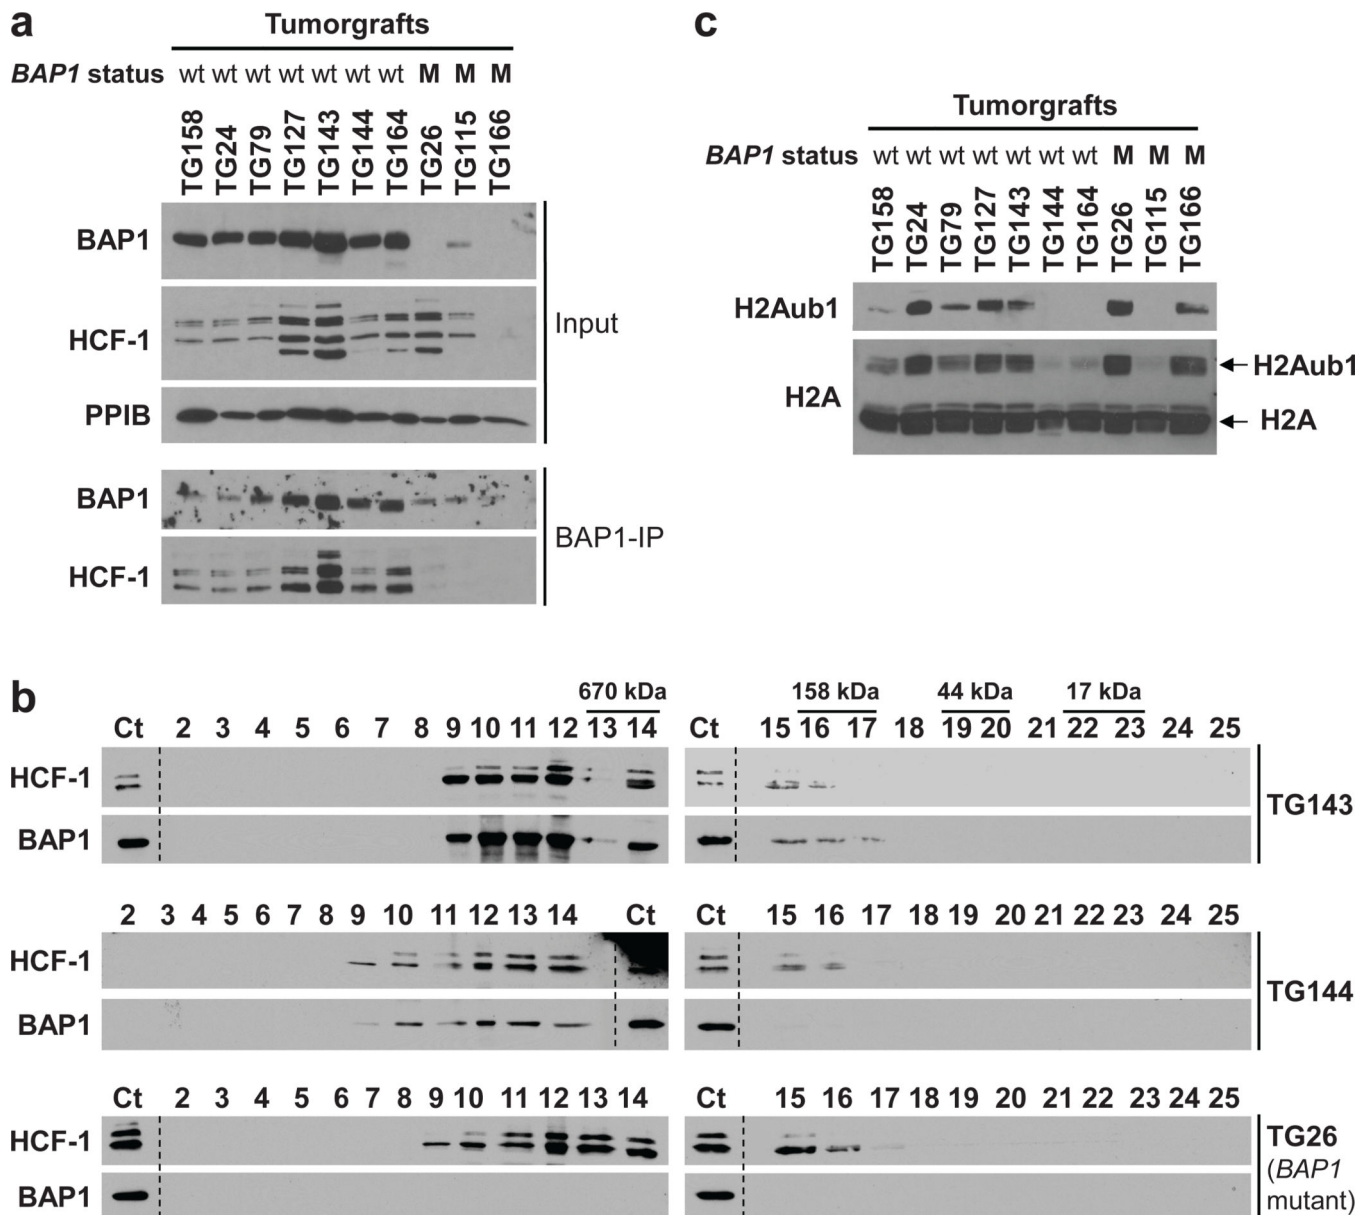 a
Tumorgrafts
BAP1 status wt wt wt wt wt wt wt M M M
TG158 TG24 TG79 TG127 TG143 TG144 TG164 TG26 TG115 TG166
BAP1
HCF-1
PPIB
Input
BAP1
HCF-1
BAP1-IP
c
Tumorgrafts
BAP1 status wt wt wt wt wt wt wt M M M
TG158 TG24 TG79 TG127 TG143 TG144 TG164 TG26 TG115 TG166
H2Aub1
H2A
H2Aub1
H2A
b
670 kDa 158 kDa 44 kDa 17 kDa
Ct 2 3 4 5 6 7 8 9 10 11 12 13 14 Ct 15 16 17 18 19 20 21 22 23 24 25
HCF-1
BAP1
TG143
2 3 4 5 6 7 8 9 10 11 12 13 14 Ct Ct 15 16 17 18 19 20 21 22 23 24 25
HCF-1
BAP1
TG144
Ct 2 3 4 5 6 7 8 9 10 11 12 13 14 Ct 15 16 17 18 19 20 21 22 23 24 25
HCF-1
BAP1
TG26
(BAP1
mutant)